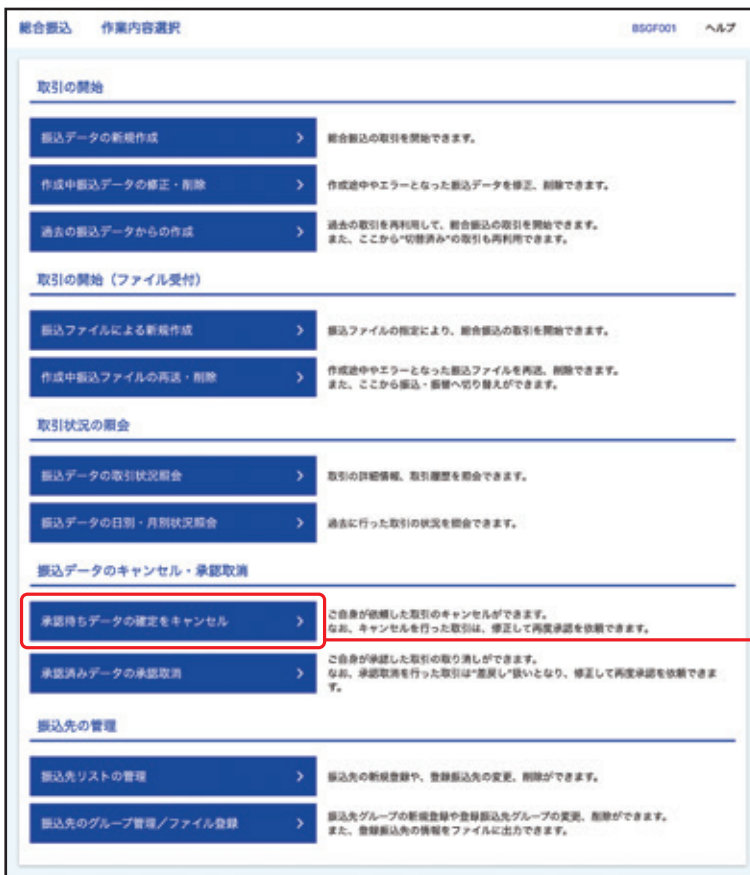 総合振込 作業内容選択 BSGF001 ヘルプ
取引の開始
振込データの新規作成
総合振込の取引を開始できます。
作成中振込データの修正・削除
作成途中やエラーとなった振込データを修正、削除できます。
過去の振込データからの作成
過去の取引を再利用して、総合振込の取引を開始できます。
また、ここから"切替済み"の取引も再利用できます。
取引の開始（ファイル受付）
振込ファイルによる新規作成
振込ファイルの指定により、総合振込の取引を開始できます。
作成中振込ファイルの再送・削除
作成途中やエラーとなった振込ファイルを再送、削除できます。
また、ここから振込・振替へ切り替えができます。
取引状況の照会
振込データの取引状況照会
取引の詳細情報、取引履歴を照会できます。
振込データの日別・月別状況照会
過去に行った取引の状況を照会できます。
振込データのキャンセル・承認取消
承認待ちデータの確定をキャンセル
ご自身が依頼した取引のキャンセルができます。
なお、キャンセルを行った取引は、修正して再度承認を依頼できます。
承認済みデータの承認取消
ご自身が承認した取引の取り消しができます。
なお、承認取消を行った取引は"差戻し"扱いとなり、修正して再度承認を依頼できま
す。
振込先の管理
振込先リストの管理
振込先の新規登録や、登録振込先の変更、削除ができます。
振込先のグループ管理／ファイル登録
振込先グループの新規登録や登録振込先グループの変更、削除ができます。
また、登録振込先の情報をファイルに出力できます。